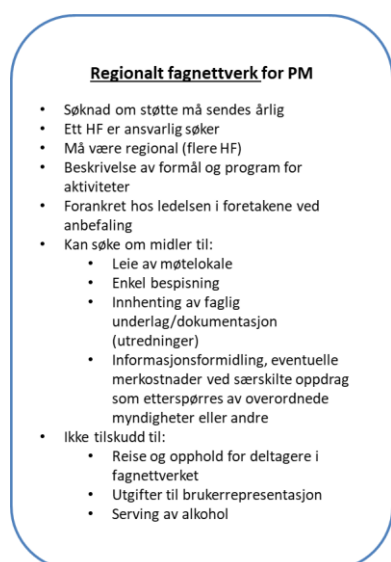 Regionalt fagnettverk for PM
• Søknad om støtte må sendes årlig
• Ett HF er ansvarlig søker
• Må være regional (flere HF)
• Beskrivelse av formål og program for
aktiviteter
• Forankret hos ledelsen i foretakene ved
anbefaling
• Kan søke om midler til:
• Leie av møtelokale
• Enkel bespisning
• Innhenting av faglig
underlag/dokumentasjon
(utredninger)
• Informasjonsformidling, eventuelle
merkostnader ved særskilte oppdrag
som etterspørres av overordnede
myndigheter eller andre
• Ikke tilskudd til:
• Reise og opphold for deltagere i
fagnettverket
• Utgifter til brukerrepresentasjon
• Serving av alkohol